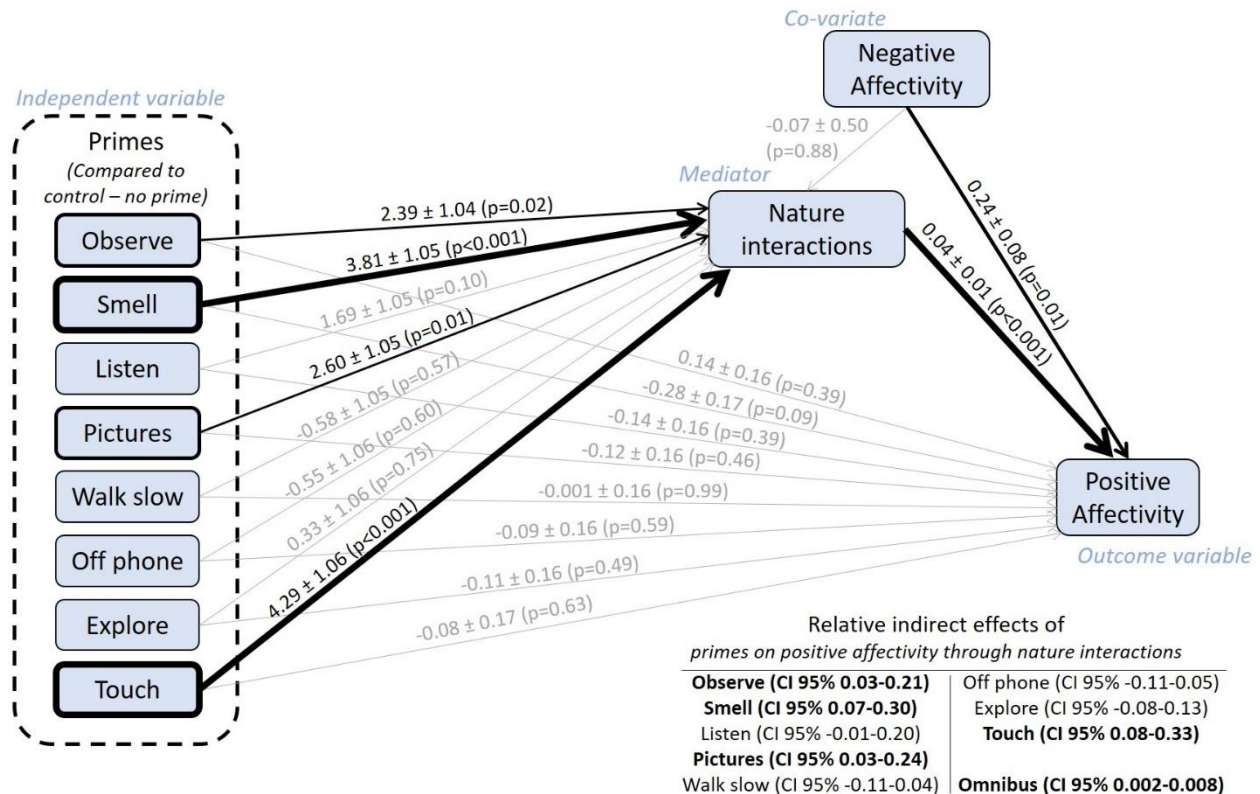 Co-variate
Negative
Affectivity
Independent variable
Primes
(Compared to
control – no prime)
Observe
Smell
Listen
Pictures
Walk slow
Off phone
Explore
Touch
-0.07 ± 0.50
(p=0.88)
Mediator
Nature
interactions
2.39 ± 1.04 (p=0.02)
3.81 ± 1.05 (p<0.001)
1.69 ± 1.05 (p=0.10)
2.60 ± 1.05 (p=0.01)
-0.58 ± 1.05 (p=0.57)
-0.55 ± 1.06 (p=0.60)
0.33 ± 1.06 (p=0.75)
4.29 ± 1.06 (p<0.001)
0.24 ± 0.08 (p=0.01)
0.04 ± 0.01 (p<0.001)
0.14 ± 0.16 (p=0.39)
-0.28 ± 0.17 (p=0.09)
-0.14 ± 0.16 (p=0.39)
-0.12 ± 0.16 (p=0.46)
-0.001 ± 0.16 (p=0.99)
-0.09 ± 0.16 (p=0.59)
-0.11 ± 0.16 (p=0.49)
-0.08 ± 0.17 (p=0.63)
Positive
Affectivity
Outcome variable
Relative indirect effects of
primes on positive affectivity through nature interactions
Observe (CI 95% 0.03-0.21)
Smell (CI 95% 0.07-0.30)
Listen (CI 95% -0.01-0.20)
Pictures (CI 95% 0.03-0.24)
Walk slow (CI 95% -0.11-0.04)
Off phone (CI 95% -0.11-0.05)
Explore (CI 95% -0.08-0.13)
Touch (CI 95% 0.08-0.33)
Omnibus (CI 95% 0.002-0.008)